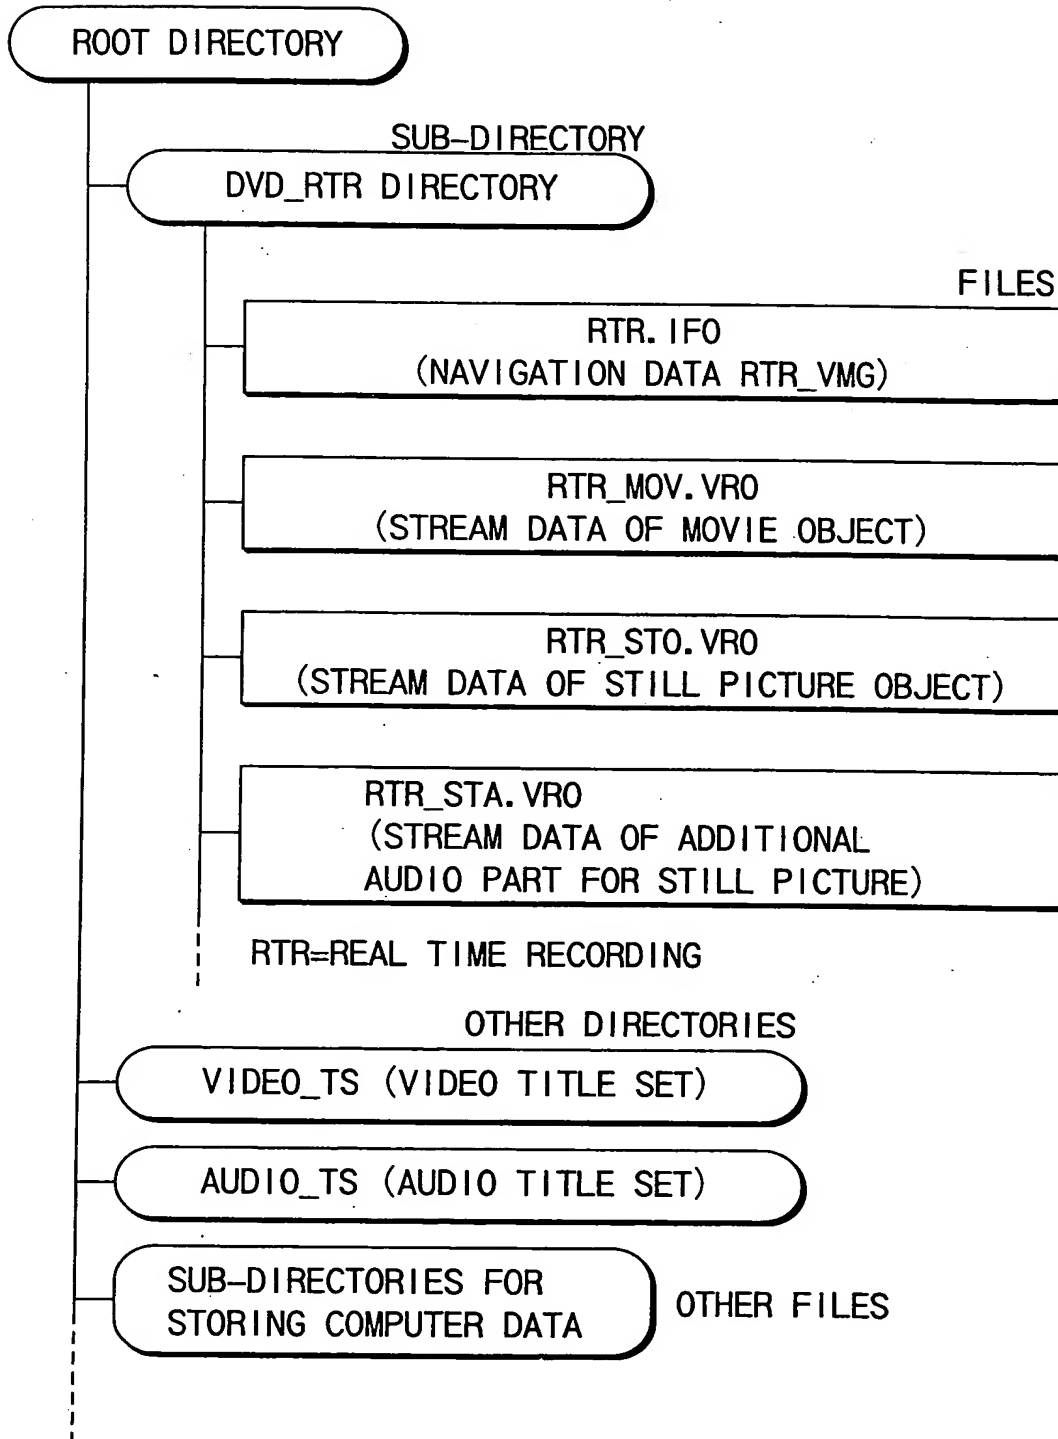 ROOT DIRECTORY
SUB-DIRECTORY
DVD_RTR DIRECTORY
FILES
RTR.IFO
(NAVIGATION DATA RTR_VMG)
RTR_MOV.VRO
(STREAM DATA OF MOVIE OBJECT)
RTR_STO.VRO
(STREAM DATA OF STILL PICTURE OBJECT)
RTR_STA.VRO
(STREAM DATA OF ADDITIONAL
AUDIO PART FOR STILL PICTURE)
RTR=REAL TIME RECORDING
OTHER DIRECTORIES
VIDEO_TS (VIDEO TITLE SET)
AUDIO_TS (AUDIO TITLE SET)
SUB-DIRECTORIES FOR
STORING COMPUTER DATA
OTHER FILES